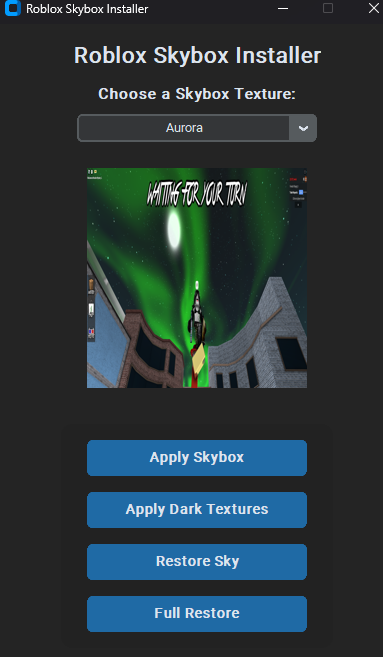 Roblox Skybox Installer
Roblox Skybox Installer
Choose a Skybox Texture:
Aurora
WAITING FOR YOUR TURN
Apply Skybox
Apply Dark Textures
Restore Sky
Full Restore